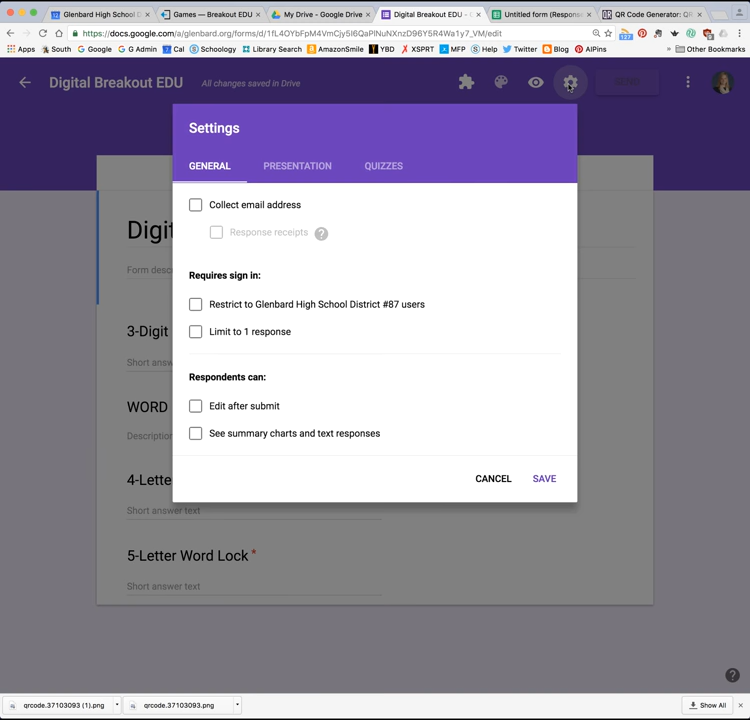 Glenbard High School D
Games — Breakout EDU
My Drive - Google Drive
Digital Breakout EDU -
Untitled form (Respons
QR Code Generator: QR
https://docs.google.com/a/glenbard.org/forms/d/1fL4OYbFpM4VmCjy5I6QaPlNuNXnzD96Y5R4Wa1y7_VM/edit
127
Apps
South
Google
G Admin
Cal
Schoology
Library Search
AmazonSmile
YBD
XSPRT
MFP
Help
Twitter
Blog
AIPins
»
Other Bookmarks
Digital Breakout EDU
All changes saved in Drive
SEND
Settings
GENERAL
PRESENTATION
QUIZZES
Collect email address
Response receipts
Requires sign in:
Restrict to Glenbard High School District #87 users
Limit to 1 response
Respondents can:
Edit after submit
See summary charts and text responses
CANCEL
SAVE
Digit
Form desc
3-Digit
Short answ
WORD
Description
4-Lette
Short answer text
5-Letter Word Lock *
Short answer text
qrcode.37103093 (1).png
qrcode.37103093.png
Show All